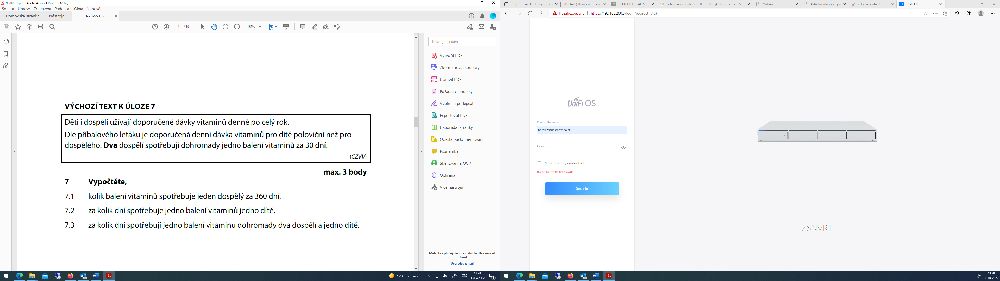 9-2022-1.pdf - Adobe Acrobat Pro DC (32-bit)
Soubor Úpravy Zobrazení Podepsat Okna Nápověda
Domovská stránka Nástroje 9-2022-1.pdf
4 / 10 167%
VÝCHOZÍ TEXT K ÚLOZE 7
Děti i dospělí užívají doporučené dávky vitaminů denně po celý rok.
Dle příbalového letáku je doporučená denní dávka vitaminů pro dítě poloviční než pro
dospělého. Dva dospělí spotřebují dohromady jedno balení vitaminů za 30 dní.
(CZVV)
max. 3 body
7 Vypočtěte,
7.1 kolik balení vitaminů spotřebuje jeden dospělý za 360 dní,
7.2 za kolik dní spotřebuje jedno balení vitaminů jedno dítě,
7.3 za kolik dní spotřebují jedno balení vitaminů dohromady dva dospělí a jedno dítě.
Nástroje hledání
Vytvořit PDF
Zkombinovat soubory
Upravit PDF
Požádat o podpisy
Vyplnit a podepsat
Exportovat PDF
Uspořádat stránky
Odeslat ke komentování
Poznámka
Skenování a OCR
Ochrana
Více nástrojů
Máte bezplatný účet ve službě Document
Cloud
Upgradovat nyní
17°C Slunečno CES 13:28
13.04.2022
4
Scratch - Imagine, Pro (475) Doručené – Sezn TOUR OF THE ALPS Přihlášení do systému (473) Doručené – Sezn Matrika Aktuální informace pr edge://newtab/ UniFi OS
Nezabezpečeno https://192.168.200.8/login?redirect=%2F
UniFi OS
Email or Username
holy@zsodolenavoda.cz
Password
Remember my credentials
Invalid username or password
Sign In
ZSNVR1
13:28
13.04.2022